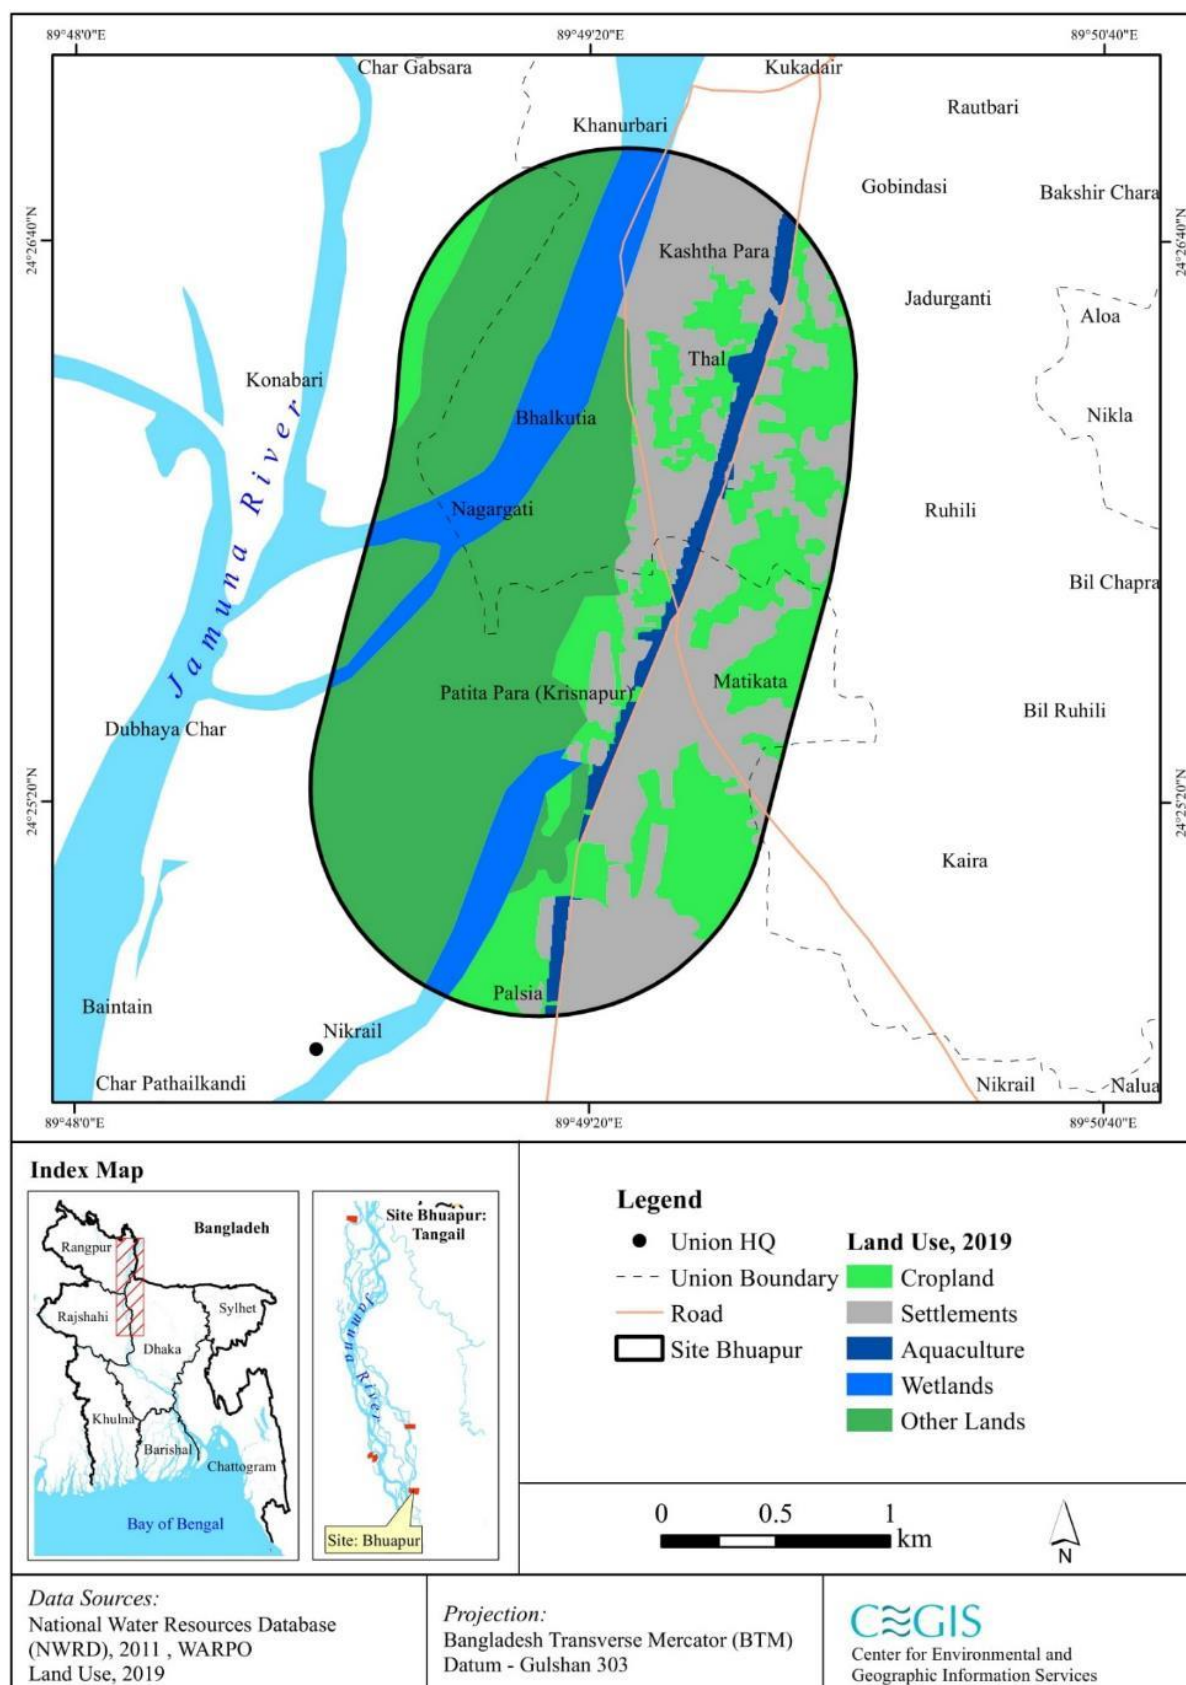 89°48'0"E
89°49'20"E
89°50'40"E
Char Gabsara
Kukadair
Rautbari
Khanurbari
Gobindasi
Bakshir Chara
24°26'40"N
24°26'40"N
Kashtha Para
Jadurganti
Aloa
Thal
Konabari
Bhalkutia
Nikla
Jamuna River
Nagargati
Ruhili
Bil Chapra
Patita Para (Krisnapur)
Matikata
Bil Ruhili
Dubhaya Char
24°25'20"N
24°25'20"N
Kaira
Palsia
Baintain
Nikrail
Char Pathailkandi
Nikrail
Nalua
89°48'0"E
89°49'20"E
89°50'40"E
Index Map
Bangladeh
Rangpur
Rajshahi
Sylhet
Dhaka
Khulna
Barishal
Chattogram
Bay of Bengal
Site Bhuapur:
Tangail
Jamuna River
Site: Bhuapur
Legend
Union HQ
Union Boundary
Road
Site Bhuapur
Land Use, 2019
Cropland
Settlements
Aquaculture
Wetlands
Other Lands
0 0.5 1
km
N
Data Sources:
National Water Resources Database
(NWRD), 2011 , WARPO
Land Use, 2019
Projection:
Bangladesh Transverse Mercator (BTM)
Datum - Gulshan 303
CEGIS
Center for Environmental and
Geographic Information Services